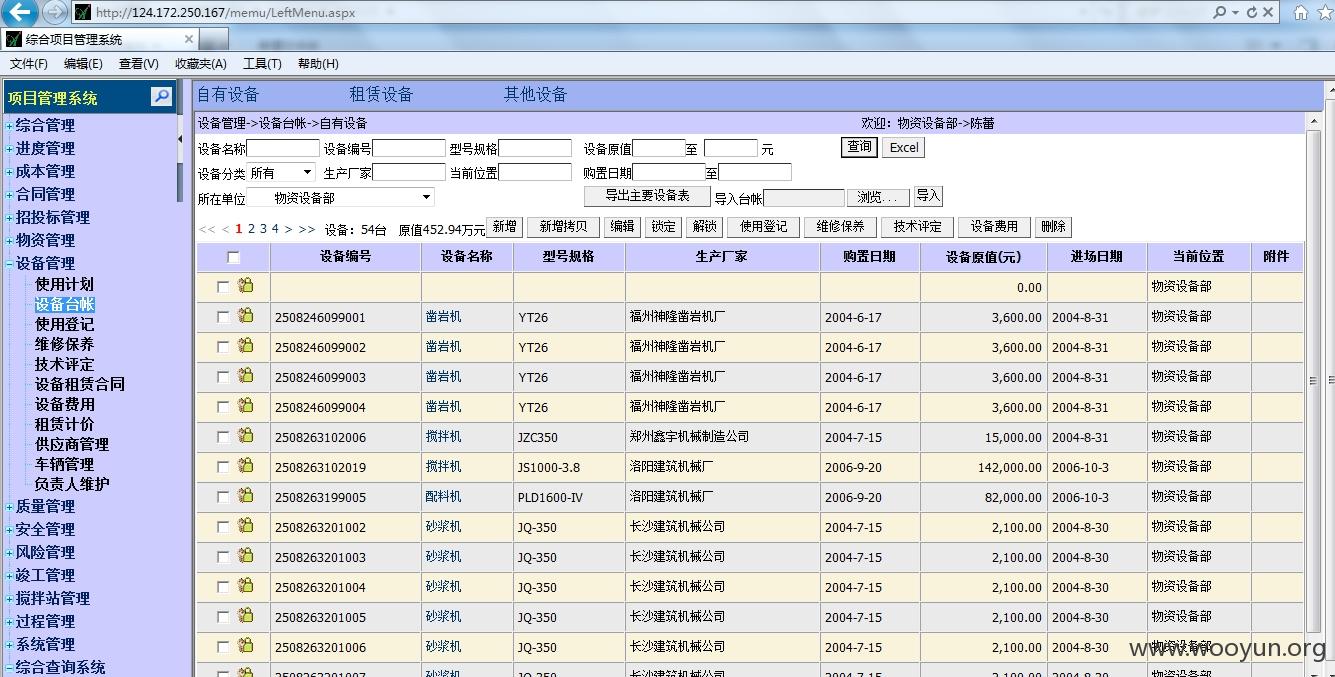 http://124.172.250.167/memu/LeftMenu.aspx
综合项目管理系统
文件(F) 编辑(E) 查看(V) 收藏夹(A) 工具(T) 帮助(H)
项目管理系统
综合管理
进度管理
成本管理
合同管理
招投标管理
物资管理
设备管理
使用计划
设备台帐
使用登记
维修保养
技术评定
设备租赁合同
设备费用
租赁计价
供应商管理
车辆管理
负责人维护
质量管理
安全管理
风险管理
竣工管理
搅拌站管理
过程管理
系统管理
综合查询系统
自有设备 租赁设备 其他设备
设备管理->设备台帐->自有设备 欢迎：物资设备部->陈蕾
设备名称 设备编号 型号规格 设备原值 至 元 查询 Excel
设备分类 所有 生产厂家 当前位置 购置日期 至
所在单位 物资设备部 导出主要设备表 导入台帐 浏览... 导入
<< < 1 2 3 4 > >> 设备：54台 原值452.94万元 新增 新增拷贝 编辑 锁定 解锁 使用登记 维修保养 技术评定 设备费用 删除
设备编号 设备名称 型号规格 生产厂家 购置日期 设备原值(元) 进场日期 当前位置 附件
0.00 物资设备部
2508246099001 凿岩机 YT26 福州神隆凿岩机厂 2004-6-17 3,600.00 2004-8-31 物资设备部
2508246099002 凿岩机 YT26 福州神隆凿岩机厂 2004-6-17 3,600.00 2004-8-31 物资设备部
2508246099003 凿岩机 YT26 福州神隆凿岩机厂 2004-6-17 3,600.00 2004-8-31 物资设备部
2508246099004 凿岩机 YT26 福州神隆凿岩机厂 2004-6-17 3,600.00 2004-8-31 物资设备部
2508263102006 搅拌机 JZC350 郑州鑫宇机械制造公司 2004-7-15 15,000.00 2004-8-31 物资设备部
2508263102019 搅拌机 JS1000-3.8 洛阳建筑机械厂 2006-9-20 142,000.00 2006-10-3 物资设备部
2508263199005 配料机 PLD1600-IV 洛阳建筑机械厂 2006-9-20 82,000.00 2006-10-3 物资设备部
2508263201002 砂浆机 JQ-350 长沙建筑机械公司 2004-7-15 2,100.00 2004-8-30 物资设备部
2508263201003 砂浆机 JQ-350 长沙建筑机械公司 2004-7-15 2,100.00 2004-8-30 物资设备部
2508263201004 砂浆机 JQ-350 长沙建筑机械公司 2004-7-15 2,100.00 2004-8-30 物资设备部
2508263201005 砂浆机 JQ-350 长沙建筑机械公司 2004-7-15 2,100.00 2004-8-30 物资设备部
2508263201006 砂浆机 JQ-350 长沙建筑机械公司 2004-7-15 2,100.00 2004-8-30 物资设备部
www.wooyun.org